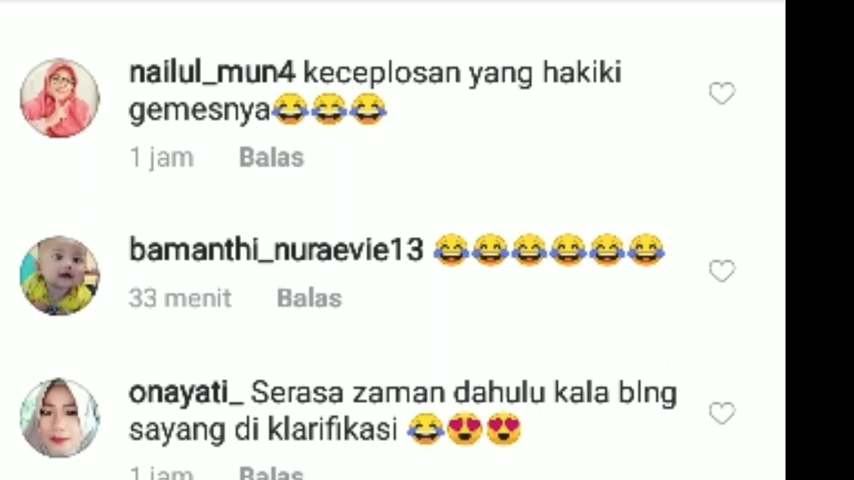 nailul_mun4 keceplosan yang hakiki
gemesnya😂😂😂
1 jam Balas
bamanthi_nuraevie13 😂😂😂😂😂😂
33 menit Balas
onayati_ Serasa zaman dahulu kala blng
sayang di klarifikasi 😂😍😍
1 jam Balas